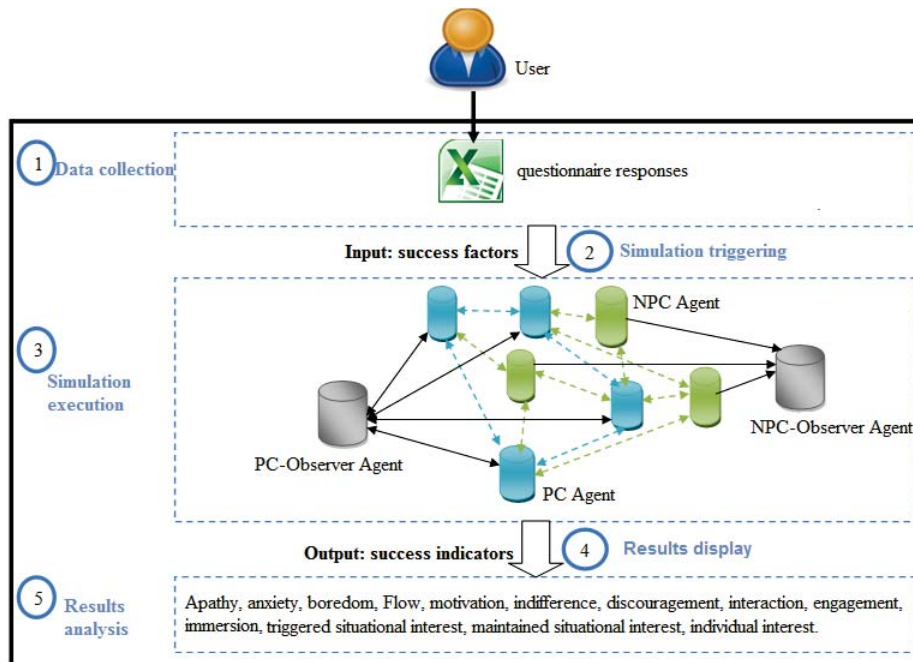 User
1
Data collection
questionnaire responses
Input: success factors
2
Simulation triggering
NPC Agent
3
Simulation
execution
PC-Observer Agent
NPC-Observer Agent
PC Agent
Output: success indicators
4
Results display
5
Results
analysis
Apathy, anxiety, boredom, Flow, motivation, indifference, discouragement, interaction, engagement,
immersion, triggered situational interest, maintained situational interest, individual interest.